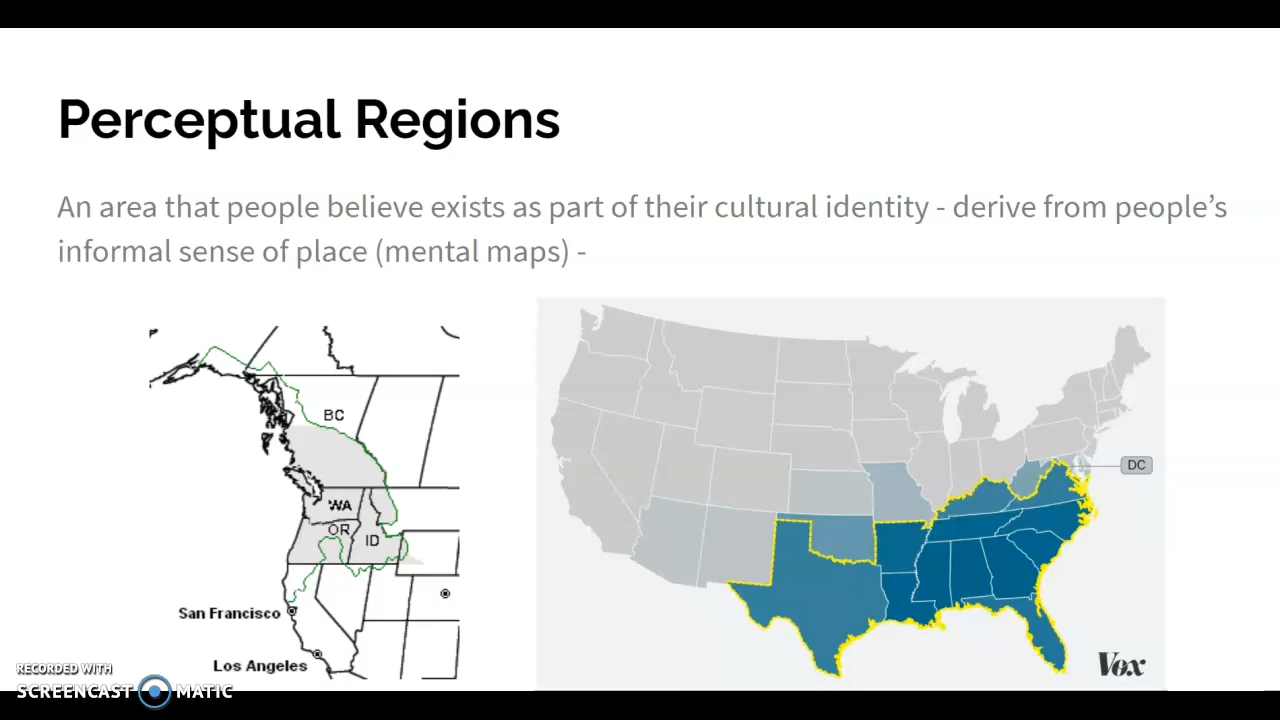 Perceptual Regions
An area that people believe exists as part of their cultural identity - derive from people’s
informal sense of place (mental maps) -
BC
WA
OR
ID
San Francisco
Los Angeles
DC
Vox
RECORDED WITH
SCREENCAST MATIC